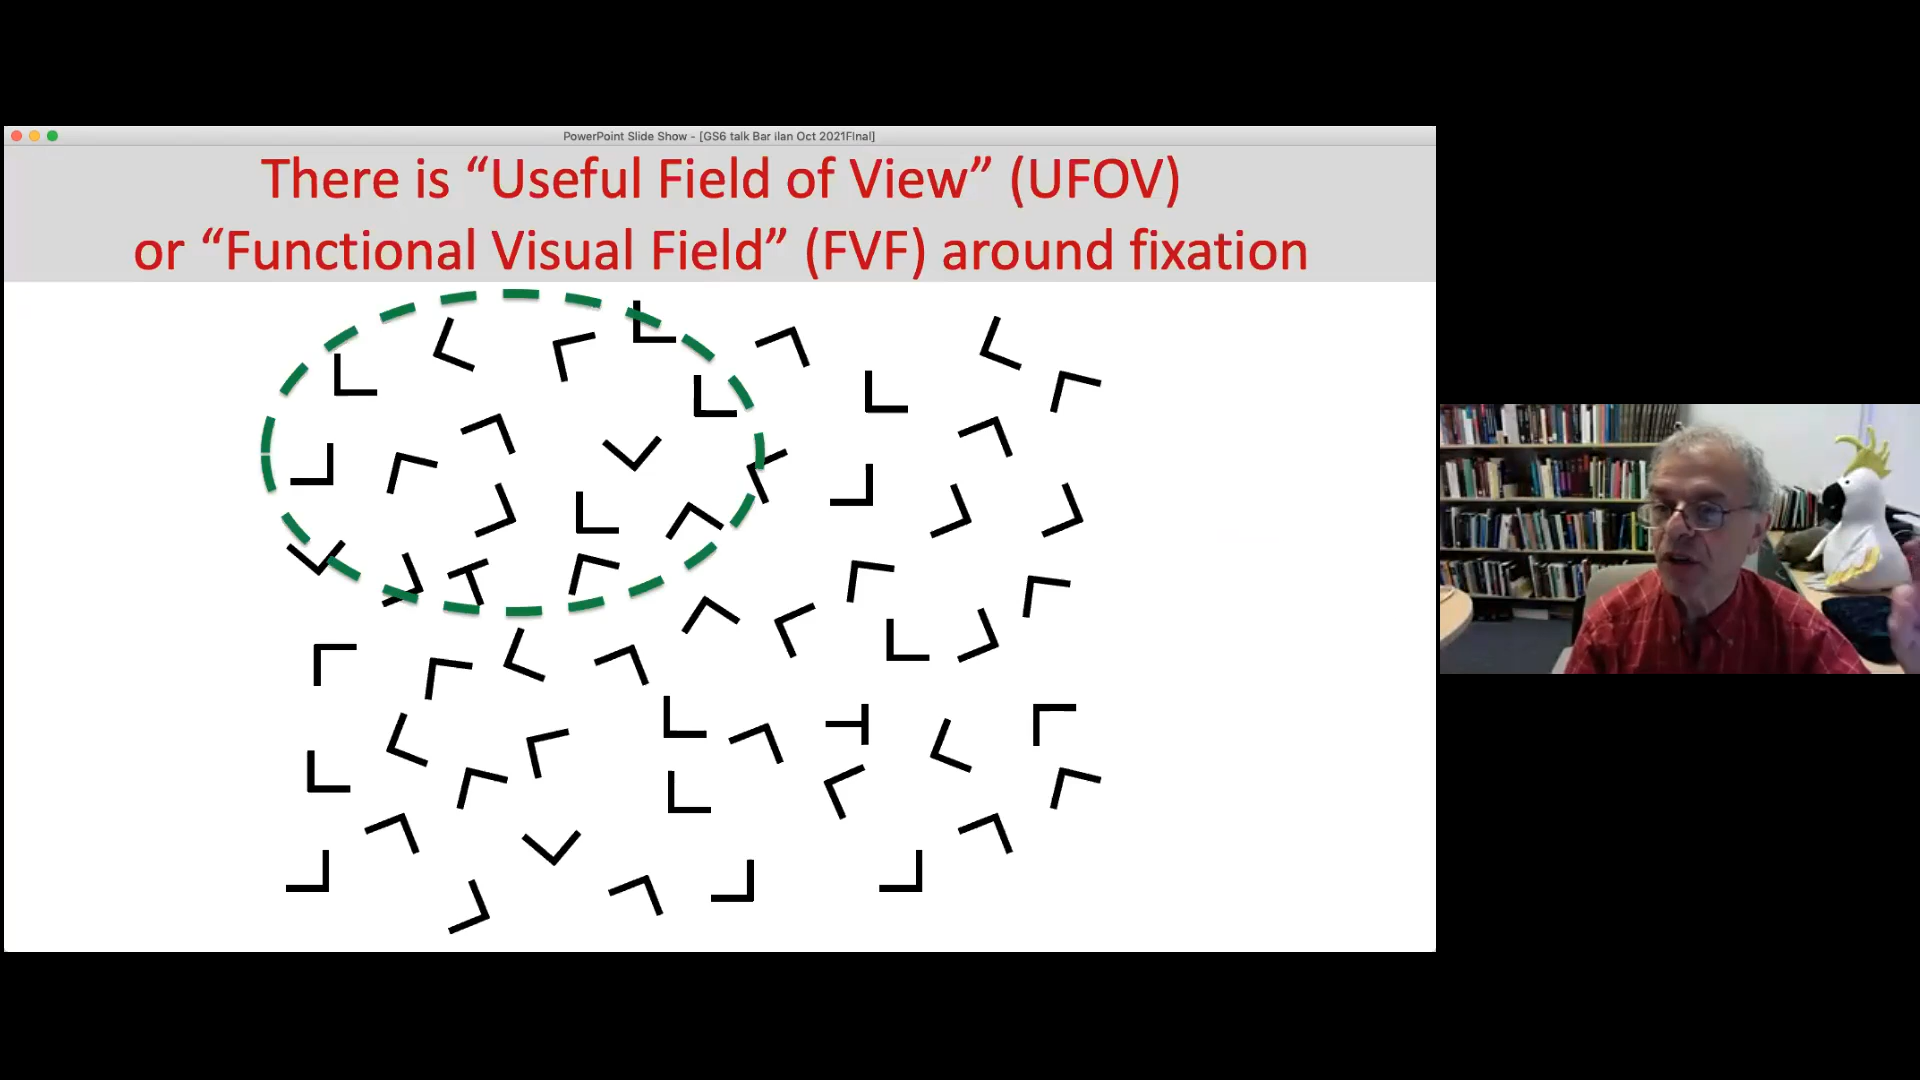 PowerPoint Slide Show - [GS6 talk Bar ilan Oct 2021FInal]
There is “Useful Field of View” (UFOV)
or “Functional Visual Field” (FVF) around fixation